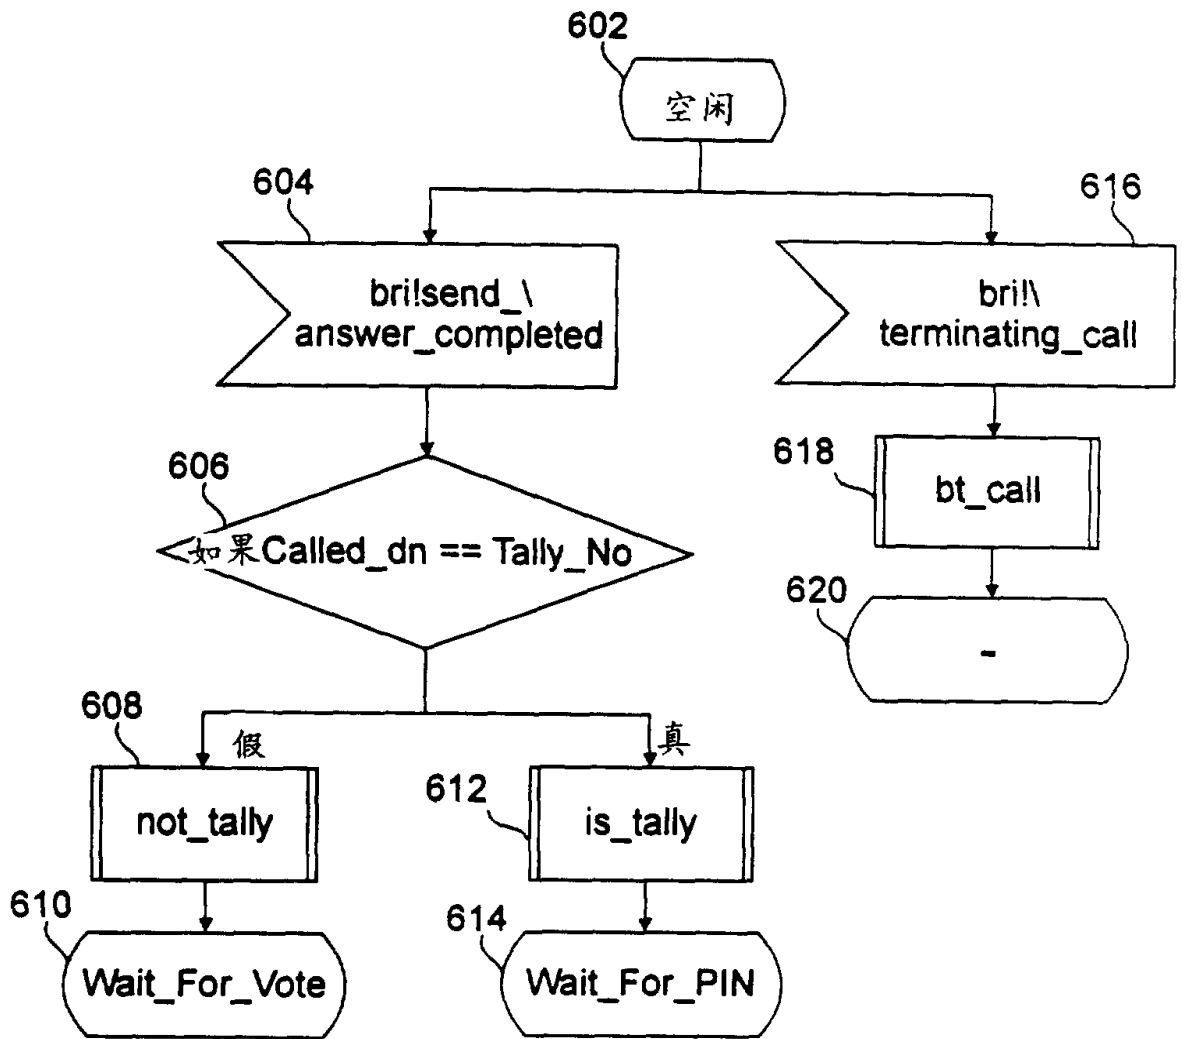 602
空闲
604
616
bri!send_\
answer_completed
bri!\
terminating_call
606
618
如果Called_dn == Tally_No
bt_call
620
-
608
假
真
612
not_tally
is_tally
610
614
Wait_For_Vote
Wait_For_PIN